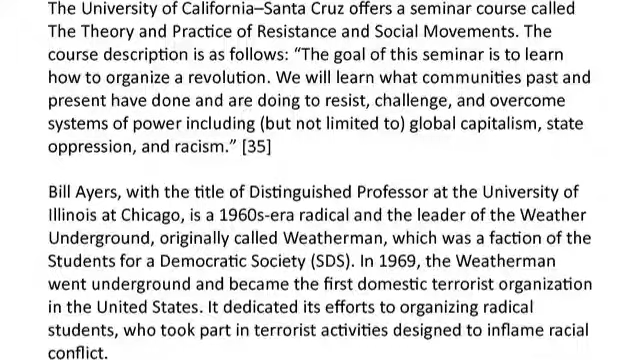 The University of California–Santa Cruz offers a seminar course called
The Theory and Practice of Resistance and Social Movements. The
course description is as follows: “The goal of this seminar is to learn
how to organize a revolution. We will learn what communities past and
present have done and are doing to resist, challenge, and overcome
systems of power including (but not limited to) global capitalism, state
oppression, and racism.” [35]
Bill Ayers, with the title of Distinguished Professor at the University of
Illinois at Chicago, is a 1960s-era radical and the leader of the Weather
Underground, originally called Weatherman, which was a faction of the
Students for a Democratic Society (SDS). In 1969, the Weatherman
went underground and became the first domestic terrorist organization
in the United States. It dedicated its efforts to organizing radical
students, who took part in terrorist activities designed to inflame racial
conflict.